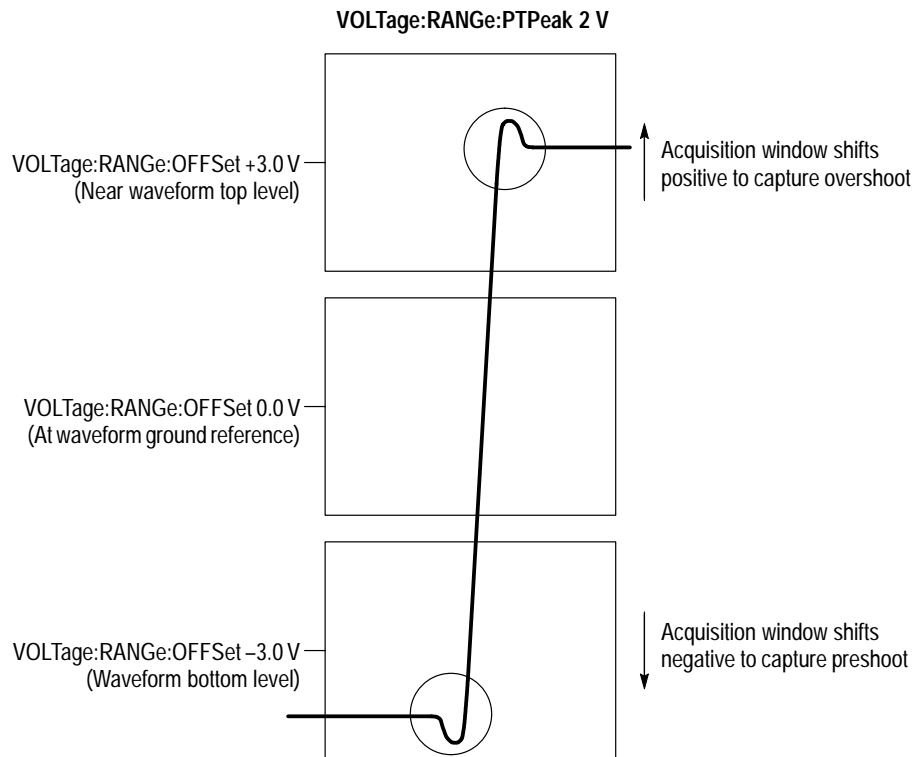 VOLTage:RANGe:PTPeak 2 V
VOLTage:RANGe:OFFSet +3.0 V
(Near waveform top level)
Acquisition window shifts
positive to capture overshoot
VOLTage:RANGe:OFFSet 0.0 V
(At waveform ground reference)
VOLTage:RANGe:OFFSet –3.0 V
(Waveform bottom level)
Acquisition window shifts
negative to capture preshoot